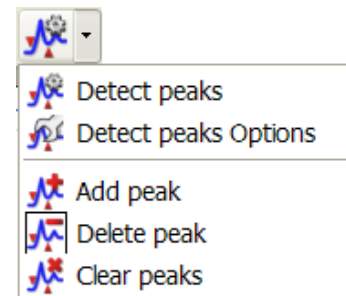 Detect peaks
Detect peaks Options
Add peak
Delete peak
Clear peaks